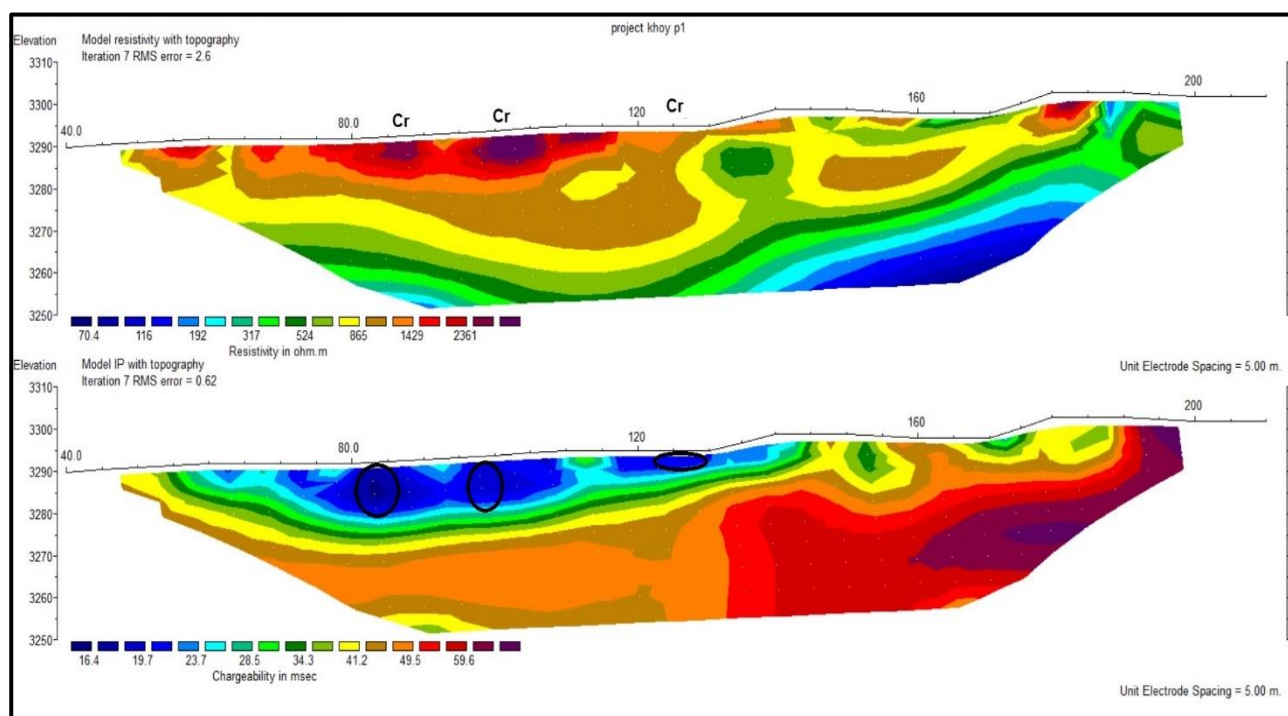 project khoy p1
Elevation
Model resistivity with topography
Iteration 7 RMS error = 2.6
3310
3300
3290
3280
3270
3260
3250
40.0
80.0
120
160
200
Cr
Cr
Cr
70.4 116 192 317 524 865 1429 2361
Resistivity in ohm.m
Unit Electrode Spacing = 5.00 m.
Elevation
Model IP with topography
Iteration 7 RMS error = 0.62
3310
3300
3290
3280
3270
3260
3250
40.0
80.0
120
160
200
16.4 19.7 23.7 28.5 34.3 41.2 49.5 59.6
Chargeability in msec
Unit Electrode Spacing = 5.00 m.